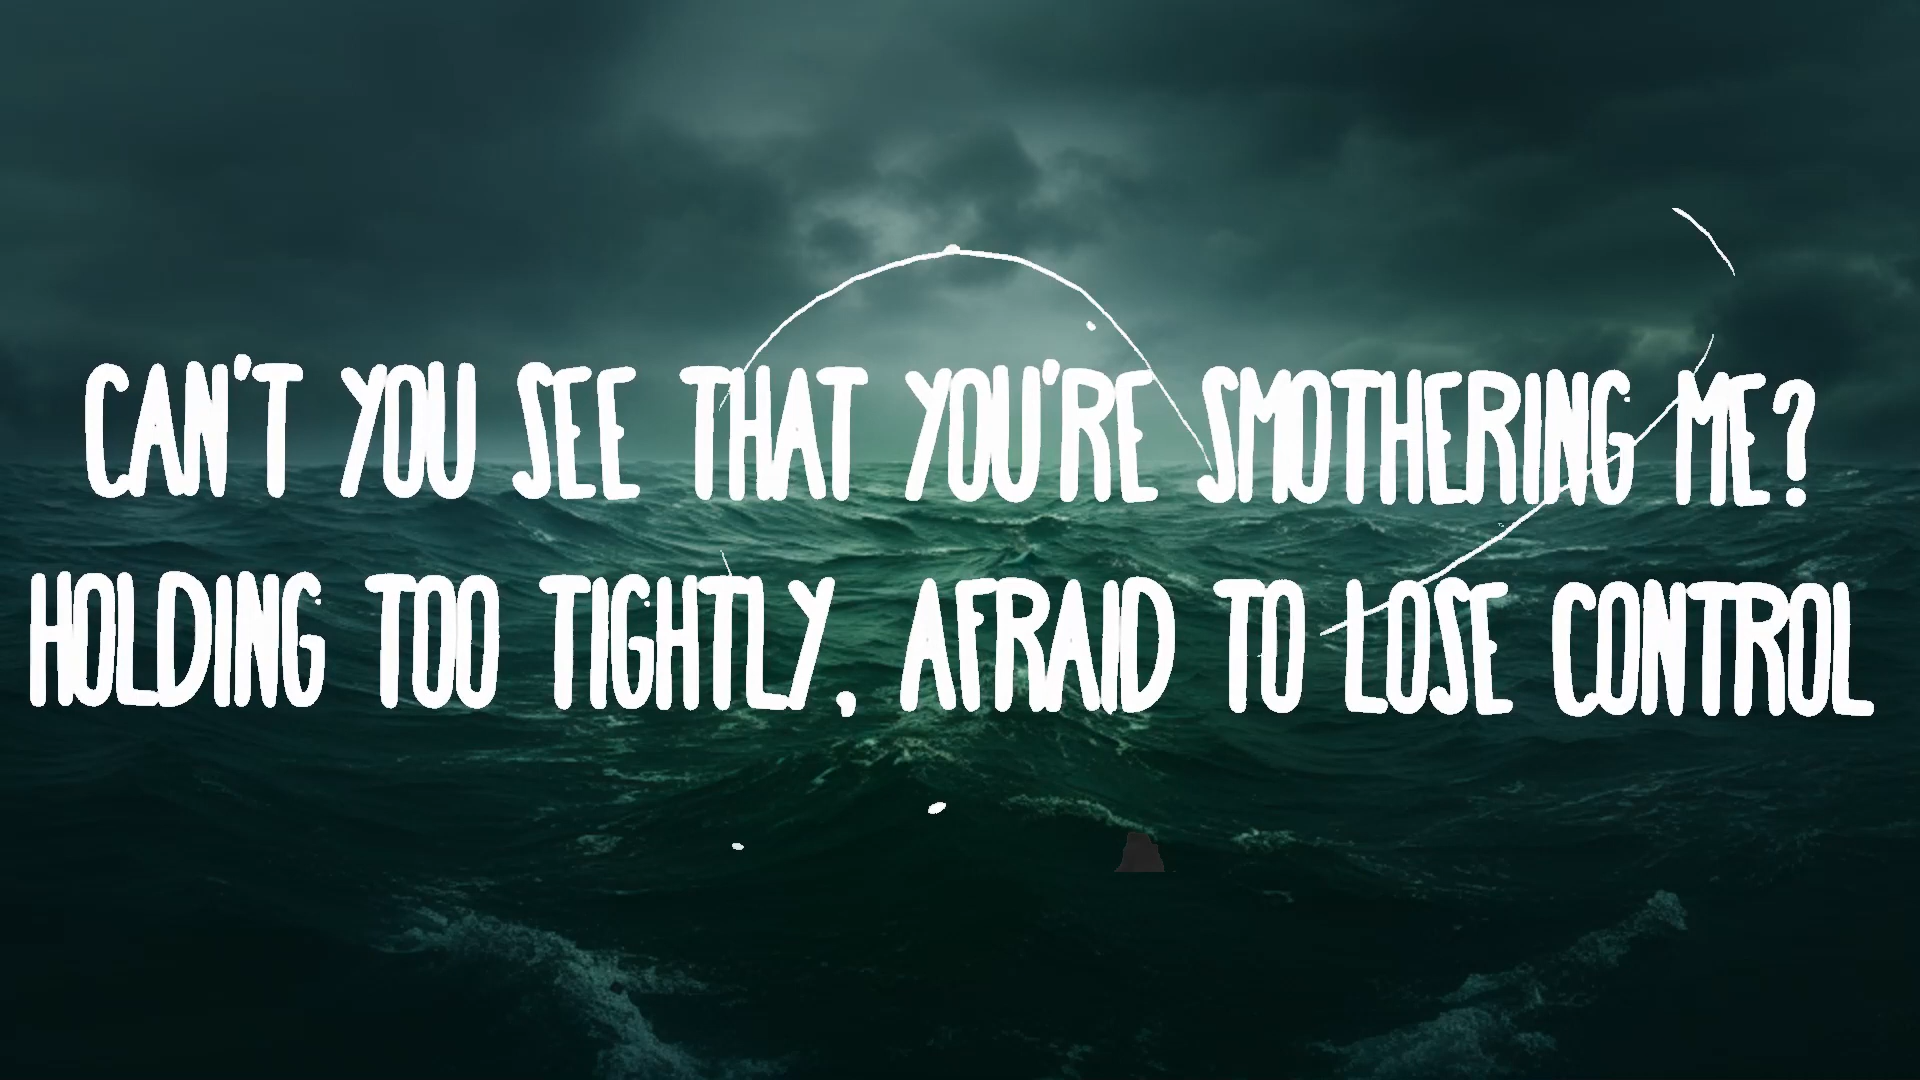 CAN'T YOU SEE THAT YOU'RE SMOTHERING ME?
HOLDING TOO TIGHTLY, AFRAID TO LOSE CONTROL